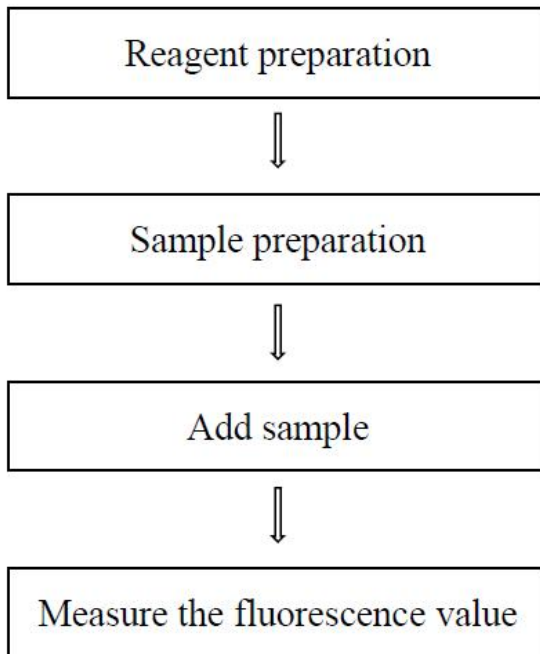 Reagent preparation
Sample preparation
Add sample
Measure the fluorescence value